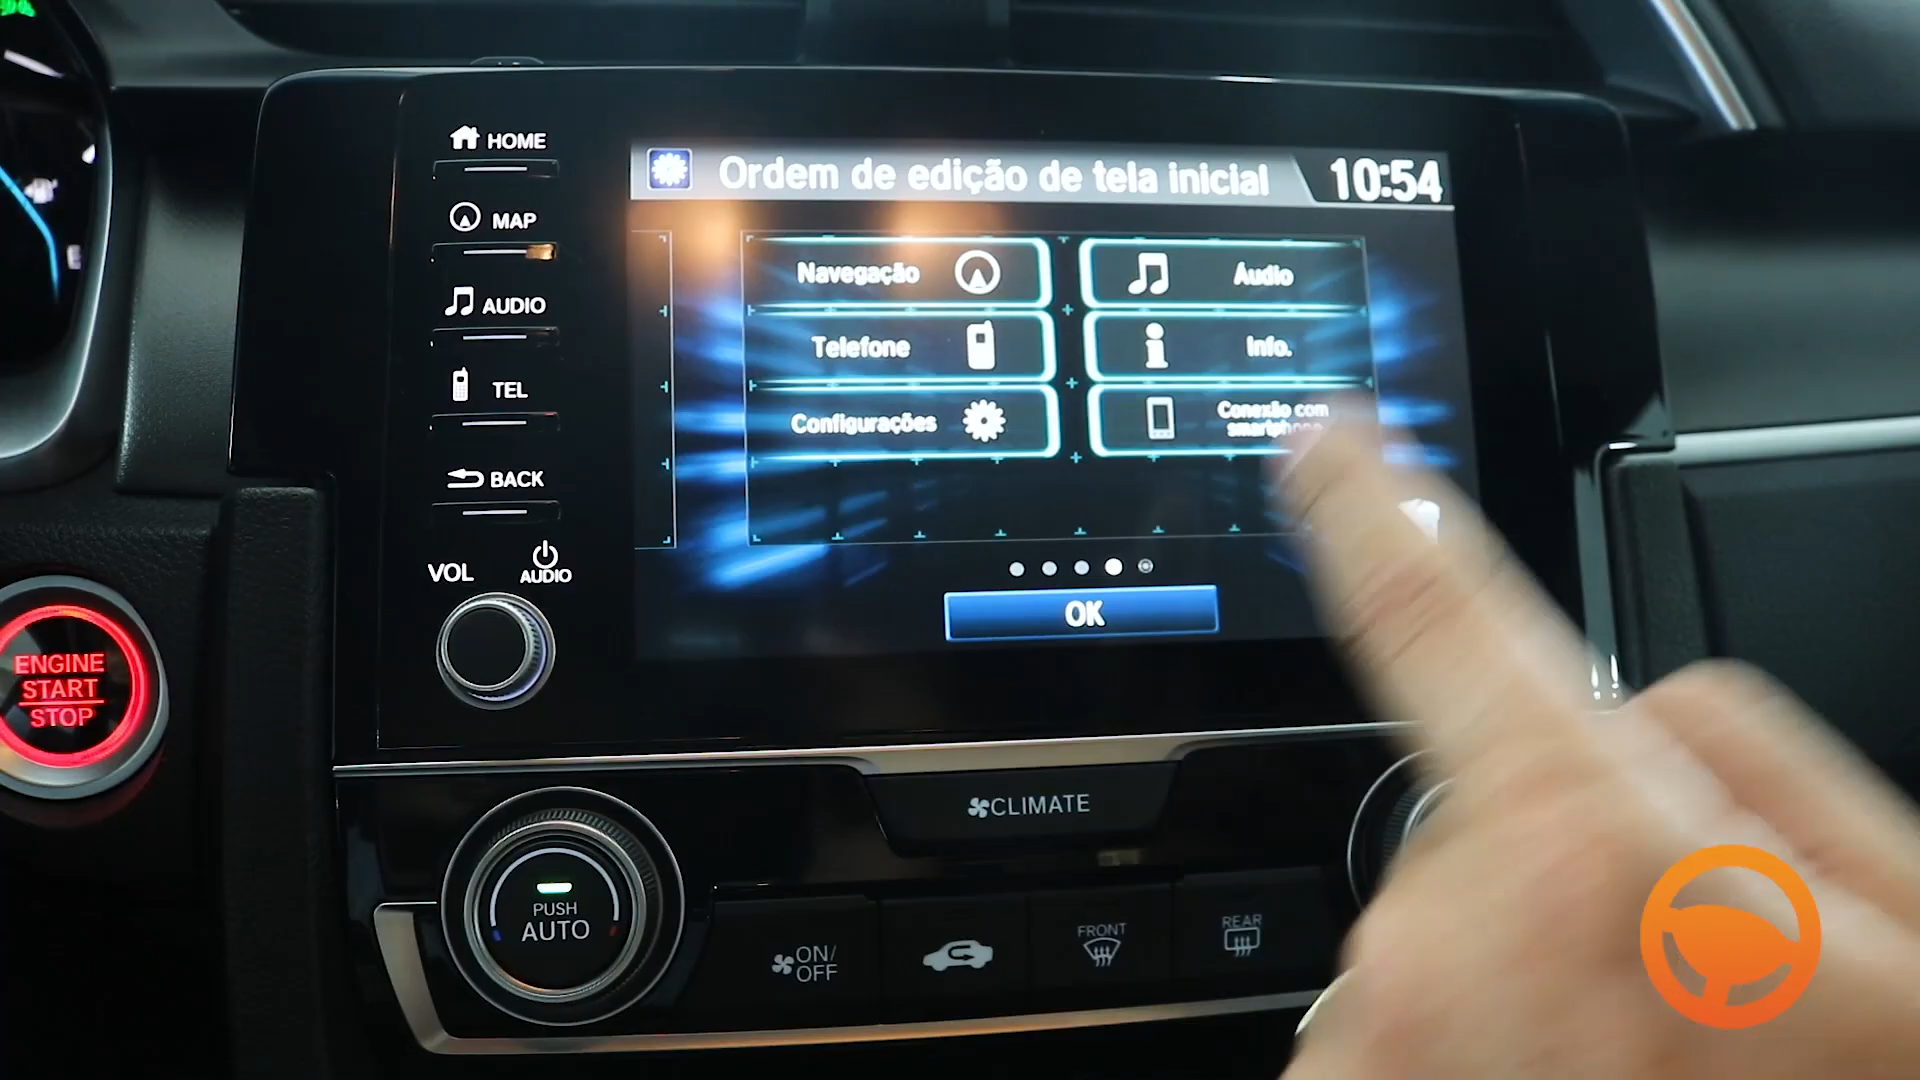 HOME
MAP
AUDIO
TEL
BACK
VOL
AUDIO
Ordem de edição de tela inicial
10:54
Navegação
Áudio
Telefone
Info.
Configurações
Conexão com
smartphone
OK
ENGINE
START
STOP
CLIMATE
PUSH
AUTO
ON/
OFF
FRONT
REAR